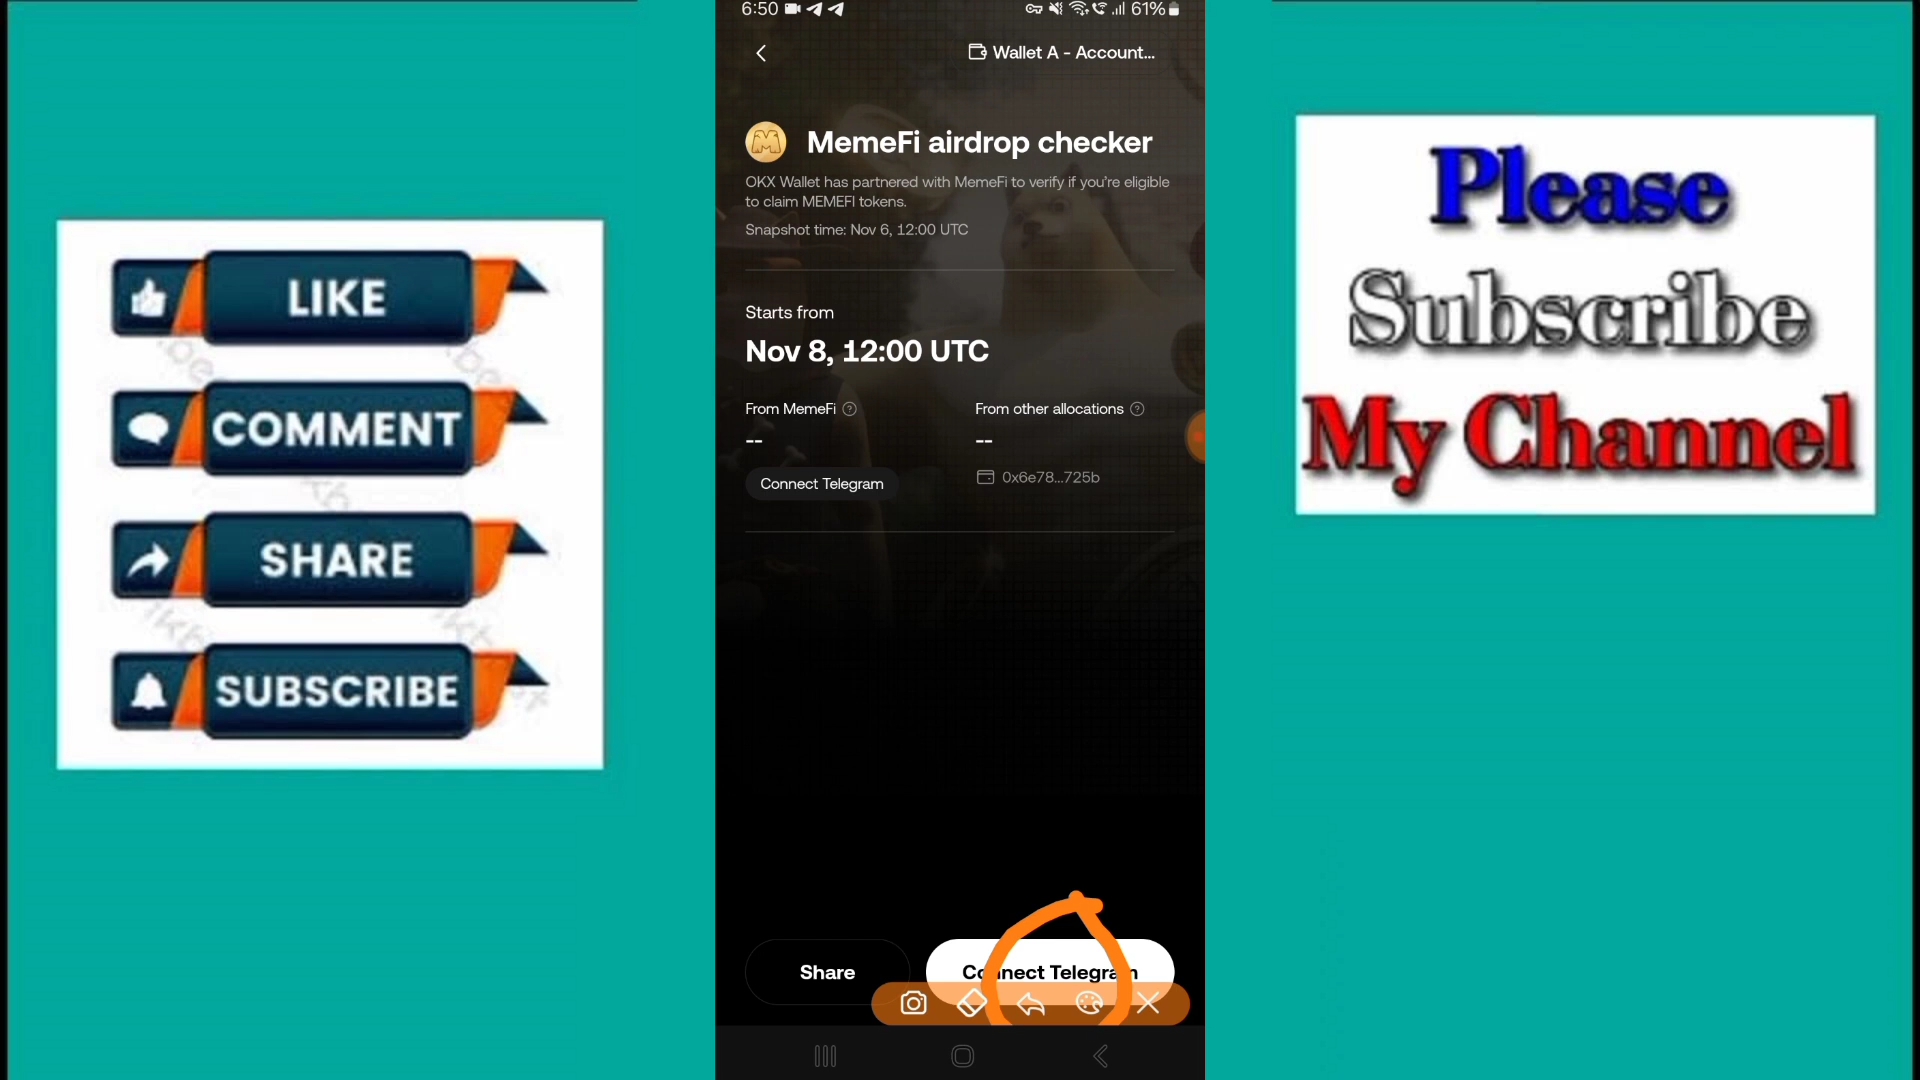 LIKE
COMMENT
SHARE
SUBSCRIBE
6:50
61%
Wallet A - Account...
MemeFi airdrop checker
OKX Wallet has partnered with MemeFi to verify if you're eligible
to claim MEMEFI tokens.
Snapshot time: Nov 6, 12:00 UTC
Starts from
Nov 8, 12:00 UTC
From MemeFi ?
From other allocations ?
--
--
Connect Telegram
0x6e78...725b
Share
Connect Telegram
Please
Subscribe
My Channel